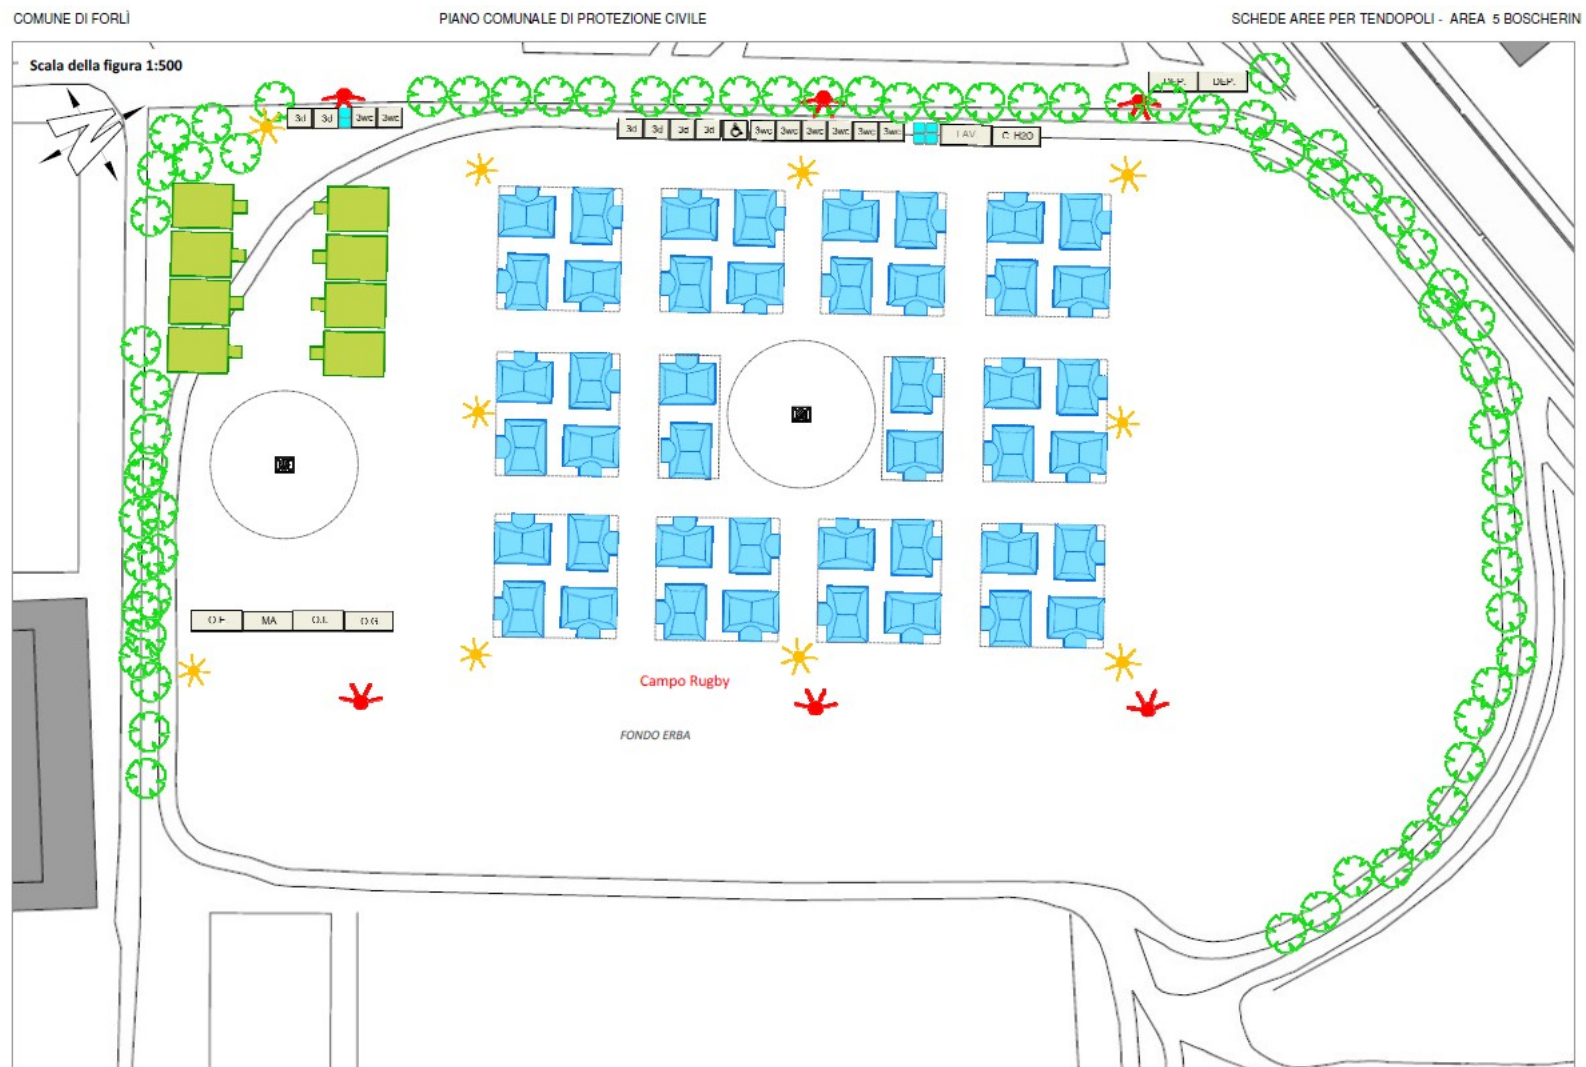 COMUNE DI FORLÌ
PIANO COMUNALE DI PROTEZIONE CIVILE
SCHEDE AREE PER TENDOPOLI - AREA 5 BOSCHERIN
Scala della figura 1:500
DEP. DEP.
3d 3d 3wc 3wc
3d 3d 3d 3d 3wc 3wc 3wc 3wc 3wc 3wc LAV C. H2O
O.F MA O.L O.G
Campo Rugby
FONDO ERBA